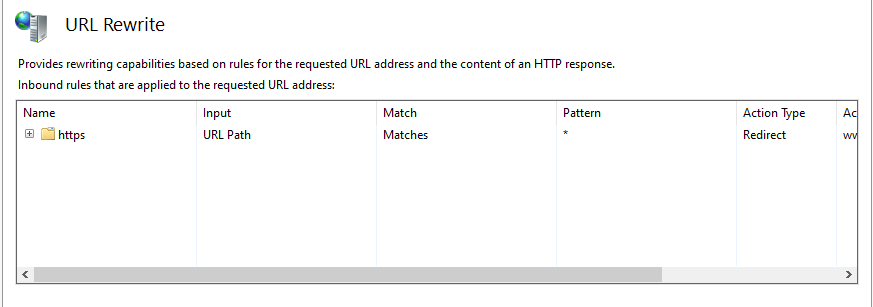 URL Rewrite
Provides rewriting capabilities based on rules for the requested URL address and the content of an HTTP response.
Inbound rules that are applied to the requested URL address:
Name Input Match Pattern Action Type Ac
https URL Path Matches * Redirect ww